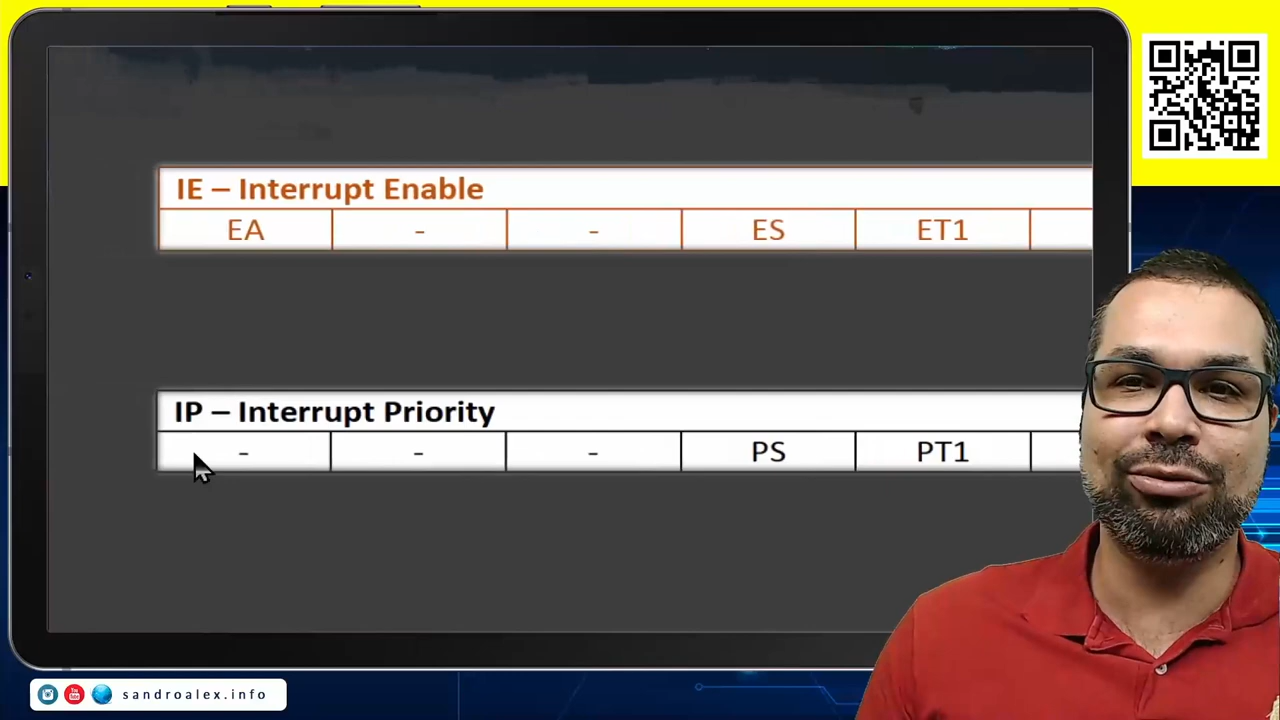 IE – Interrupt Enable
EA - - ES ET1
IP – Interrupt Priority
- - - PS PT1
sandroalex.info